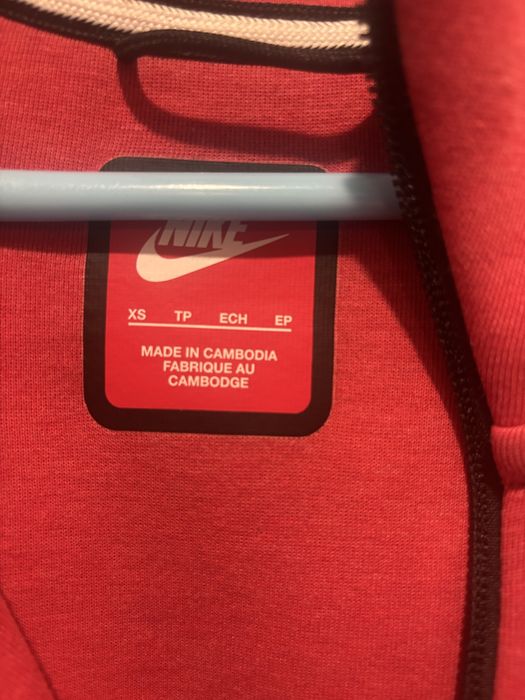 NIKE
XS TP ECH EP
MADE IN CAMBODIA
FABRIQUE AU
CAMBODGE